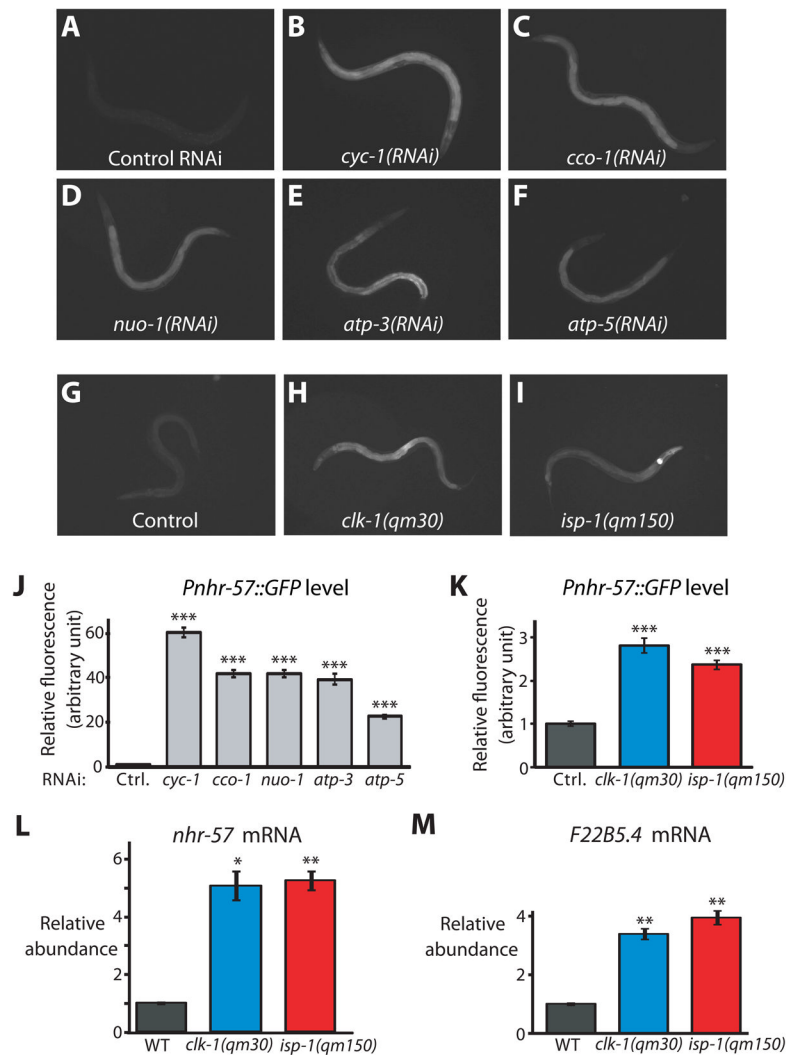 A
B
C
Control RNAi
cyc-1(RNAi)
cco-1(RNAi)
D
E
F
nuo-1(RNAi)
atp-3(RNAi)
atp-5(RNAi)
G
H
I
Control
clk-1(qm30)
isp-1(qm150)
J
Pnhr-57::GFP level
Relative fluorescence
(arbitrary unit)
60
40
20
0
***
***
***
***
***
RNAi: Ctrl. cyc-1 cco-1 nuo-1 atp-3 atp-5
K
Pnhr-57::GFP level
Relative fluorescence
(arbitrary unit)
3
2
1
0
***
***
Ctrl. clk-1(qm30) isp-1(qm150)
L
nhr-57 mRNA
Relative
abundance
6
4
2
0
*
**
WT clk-1(qm30) isp-1(qm150)
M
F22B5.4 mRNA
Relative
abundance
4
2
0
**
**
WT clk-1(qm30) isp-1(qm150)